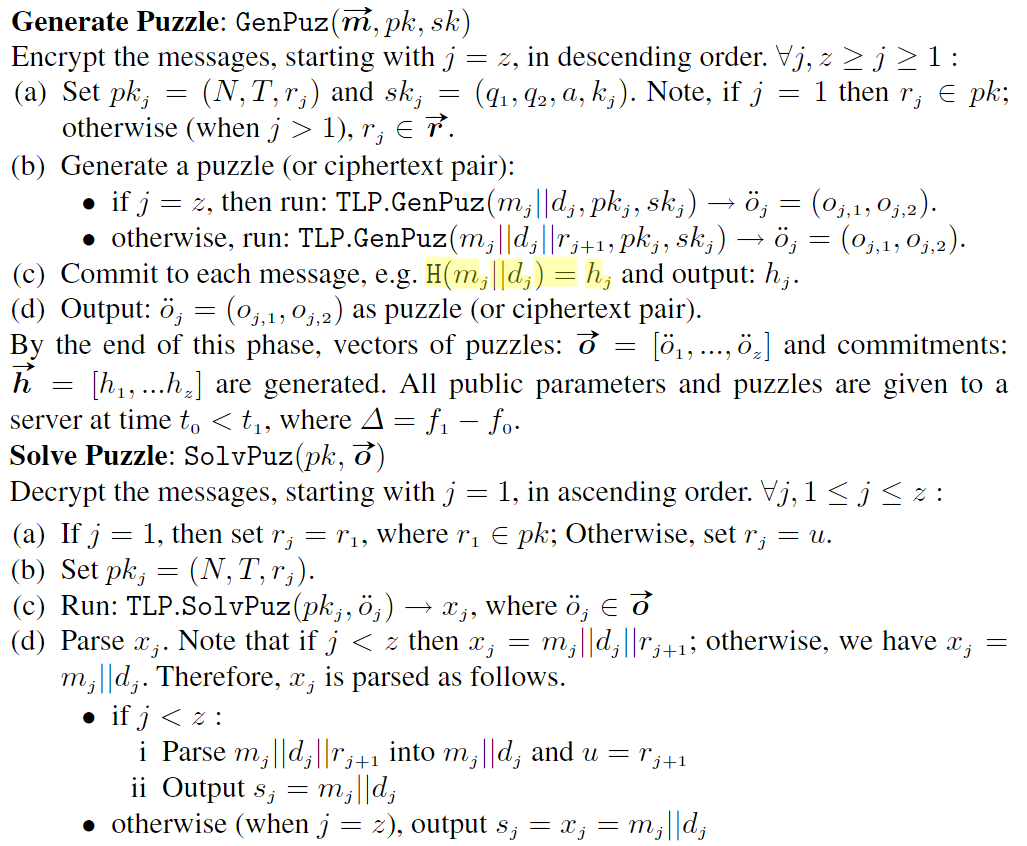 Generate Puzzle: GenPuz(m⃗, pk, sk)
Encrypt the messages, starting with j = z, in descending order. ∀j, z ≥ j ≥ 1 :
(a) Set pk_j = (N, T, r_j) and sk_j = (q_1, q_2, a, k_j). Note, if j = 1 then r_j ∈ pk;
otherwise (when j > 1), r_j ∈ r⃗.
(b) Generate a puzzle (or ciphertext pair):
• if j = z, then run: TLP.GenPuz(m_j||d_j, pk_j, sk_j) → ö_j = (o_{j,1}, o_{j,2}).
• otherwise, run: TLP.GenPuz(m_j||d_j||r_{j+1}, pk_j, sk_j) → ö_j = (o_{j,1}, o_{j,2}).
(c) Commit to each message, e.g. H(m_j||d_j) = h_j and output: h_j.
(d) Output: ö_j = (o_{j,1}, o_{j,2}) as puzzle (or ciphertext pair).
By the end of this phase, vectors of puzzles: o⃗ = [ö_1, ..., ö_z] and commitments:
h⃗ = [h_1, ...h_z] are generated. All public parameters and puzzles are given to a
server at time t_0 < t_1, where Δ = f_1 − f_0.
Solve Puzzle: SolvPuz(pk, o⃗)
Decrypt the messages, starting with j = 1, in ascending order. ∀j, 1 ≤ j ≤ z :
(a) If j = 1, then set r_j = r_1, where r_1 ∈ pk; Otherwise, set r_j = u.
(b) Set pk_j = (N, T, r_j).
(c) Run: TLP.SolvPuz(pk_j, ö_j) → x_j, where ö_j ∈ o⃗
(d) Parse x_j. Note that if j < z then x_j = m_j||d_j||r_{j+1}; otherwise, we have x_j =
m_j||d_j. Therefore, x_j is parsed as follows.
• if j < z :
i Parse m_j||d_j||r_{j+1} into m_j||d_j and u = r_{j+1}
ii Output s_j = m_j||d_j
• otherwise (when j = z), output s_j = x_j = m_j||d_j